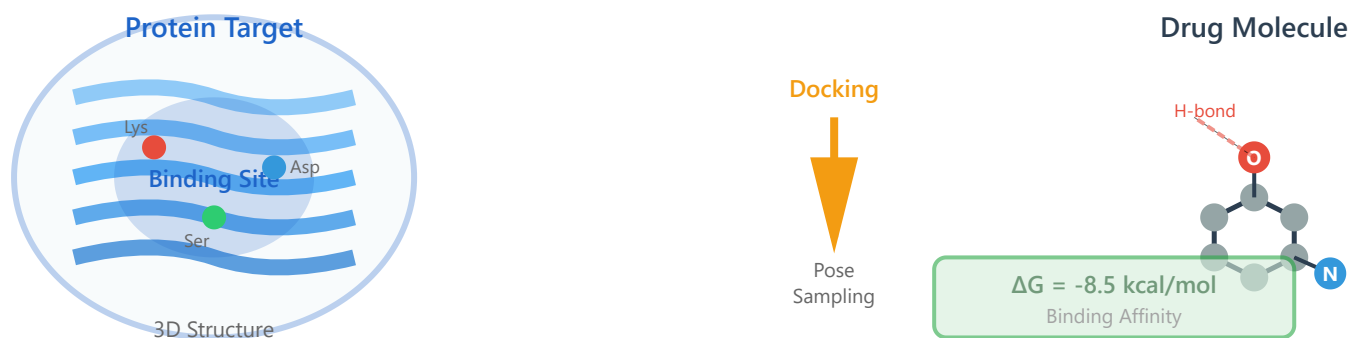 Protein Target
Lys
Asp
Binding Site
Ser
3D Structure
Docking
Pose
Sampling
Drug Molecule
H-bond
O
N
ΔG = -8.5 kcal/mol
Binding Affinity